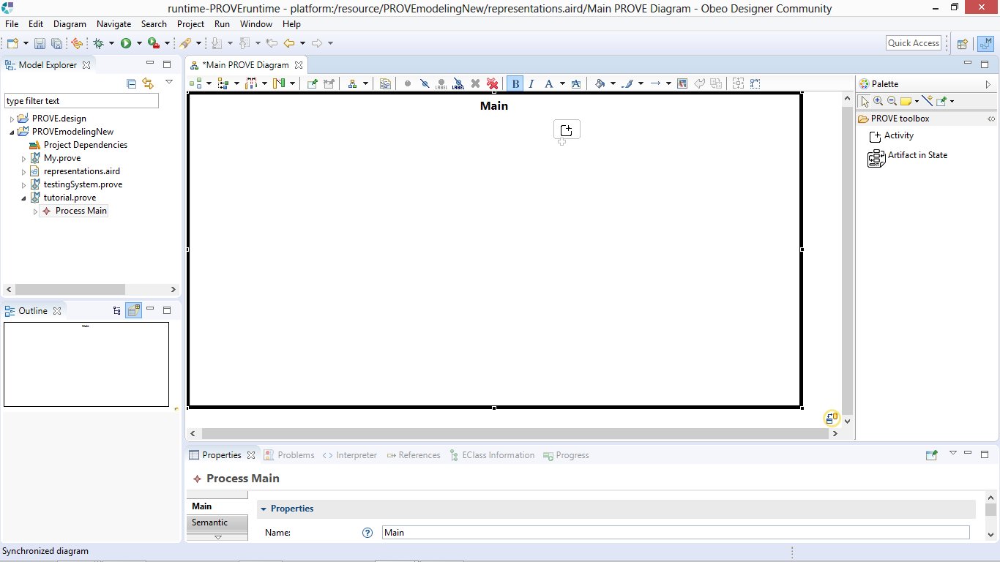 runtime-PROVEruntime - platform:/resource/PROVEmodelingNew/representations.aird/Main PROVE Diagram - Obeo Designer Community
File Edit Diagram Navigate Search Project Run Window Help
Quick Access
Model Explorer
*Main PROVE Diagram
LABEL LABEL B I A A
Palette
type filter text
Main
PROVE.design
PROVE toolbox
PROVEmodelingNew
Activity
Project Dependencies
My.prove
Artifact in State
representations.aird
testingSystem.prove
tutorial.prove
Process Main
Outline
Main
Properties Problems Interpreter References EClass Information Progress
Process Main
Main
Properties
Semantic
Name:
Main
Synchronized diagram